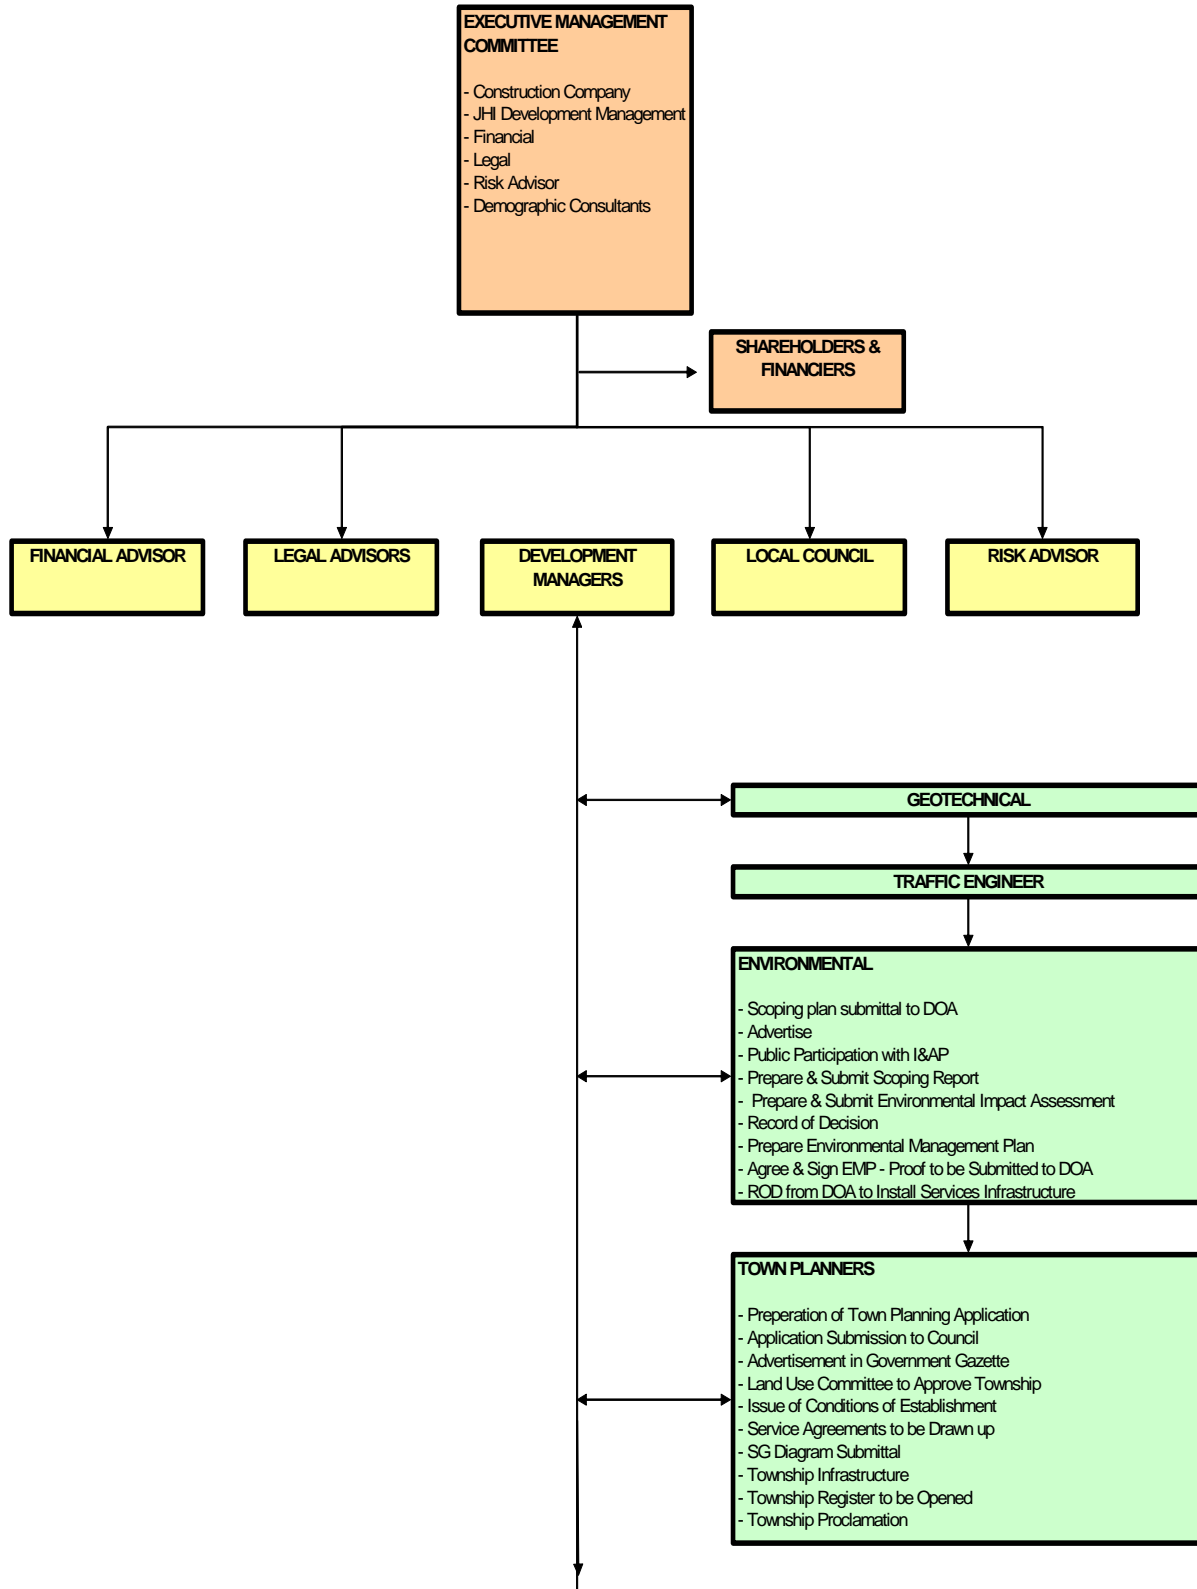 EXECUTIVE MANAGEMENT
COMMITTEE
- Construction Company
- JHI Development Management
- Financial
- Legal
- Risk Advisor
- Demographic Consultants
SHAREHOLDERS &
FINANCIERS
FINANCIAL ADVISOR
LEGAL ADVISORS
DEVELOPMENT
MANAGERS
LOCAL COUNCIL
RISK ADVISOR
GEOTECHNICAL
TRAFFIC ENGINEER
ENVIRONMENTAL
- Scoping plan submittal to DOA
- Advertise
- Public Participation with I&AP
- Prepare & Submit Scoping Report
- Prepare & Submit Environmental Impact Assessment
- Record of Decision
- Prepare Environmental Management Plan
- Agree & Sign EMP - Proof to be Submitted to DOA
- ROD from DOA to Install Services Infrastructure
TOWN PLANNERS
- Preperation of Town Planning Application
- Application Submission to Council
- Advertisement in Government Gazette
- Land Use Committee to Approve Township
- Issue of Conditions of Establishment
- Service Agreements to be Drawn up
- SG Diagram Submittal
- Township Infrastructure
- Township Register to be Opened
- Township Proclamation